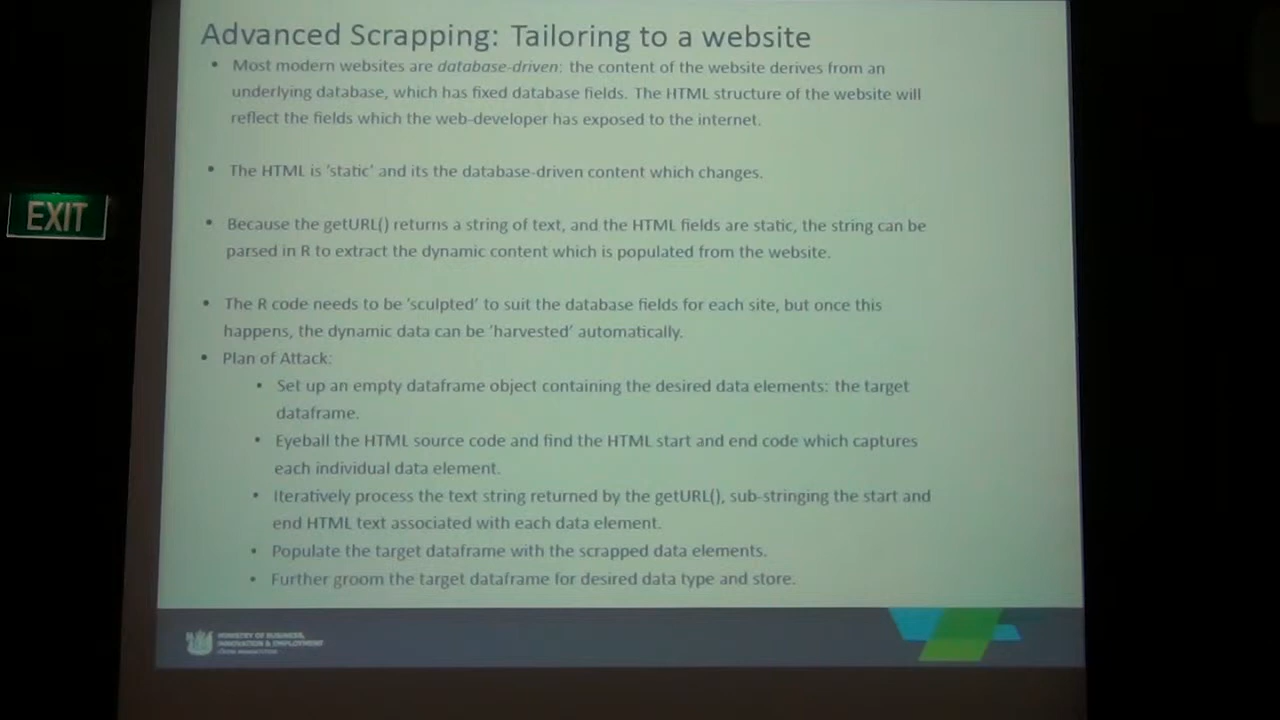 Advanced Scrapping: Tailoring to a website
• Most modern websites are database-driven: the content of the website derives from an
underlying database, which has fixed database fields. The HTML structure of the website will
reflect the fields which the web-developer has exposed to the internet.
• The HTML is 'static' and its the database-driven content which changes.
EXIT
• Because the getURL() returns a string of text, and the HTML fields are static, the string can be
parsed in R to extract the dynamic content which is populated from the website.
• The R code needs to be 'sculpted' to suit the database fields for each site, but once this
happens, the dynamic data can be 'harvested' automatically.
• Plan of Attack:
• Set up an empty dataframe object containing the desired data elements: the target
dataframe.
• Eyeball the HTML source code and find the HTML start and end code which captures
each individual data element.
• Iteratively process the text string returned by the getURL(), sub-stringing the start and
end HTML text associated with each data element.
• Populate the target dataframe with the scrapped data elements.
• Further groom the target dataframe for desired data type and store.
MINISTRY OF BUSINESS,
INNOVATION & EMPLOYMENT